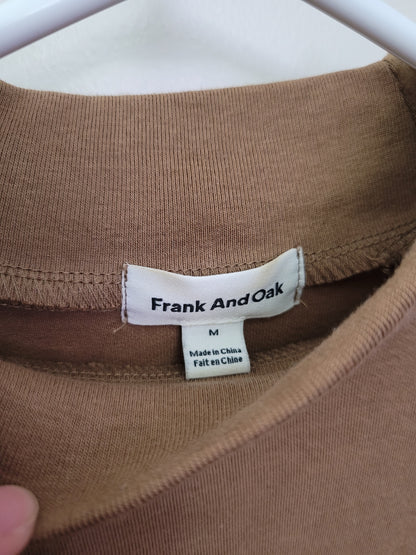 Frank And Oak
M
Made in China
Fait en Chine